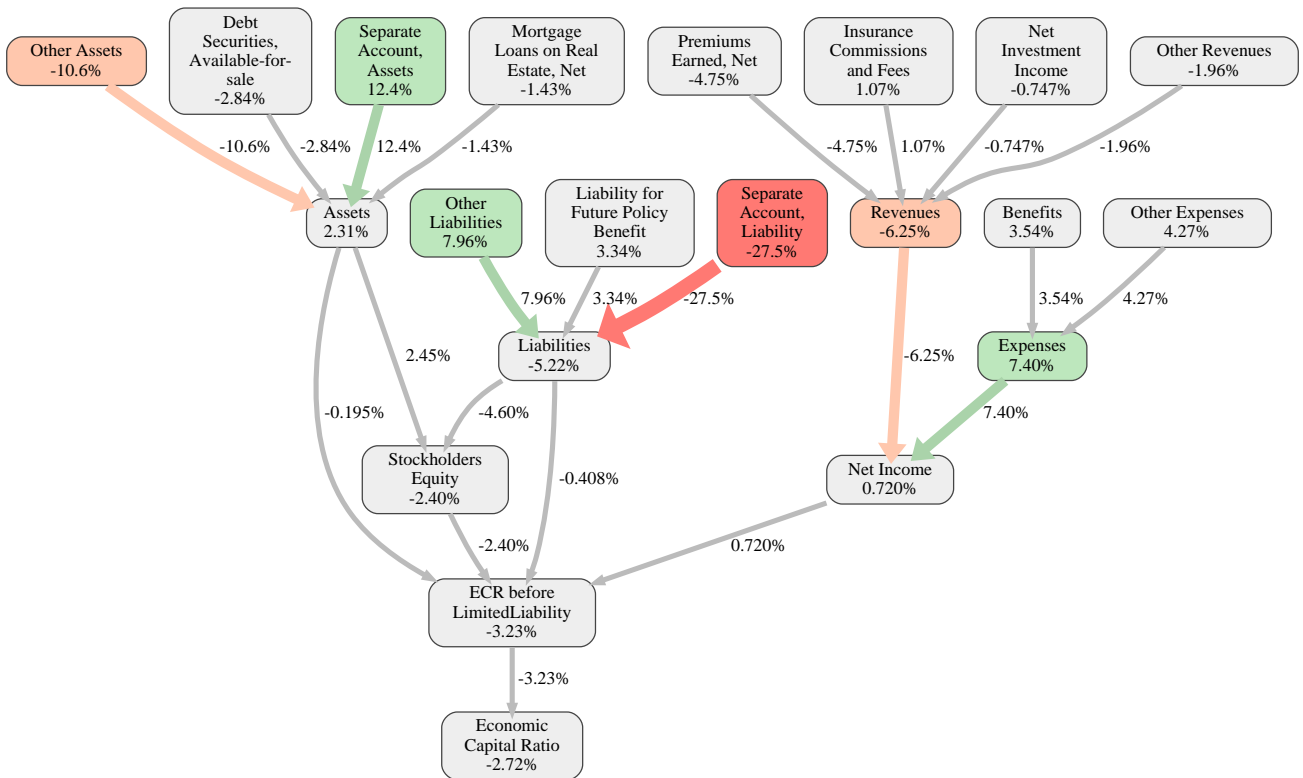 Other Assets
-10.6%
Debt
Securities,
Available-for-
sale
-2.84%
Separate
Account,
Assets
12.4%
Mortgage
Loans on Real
Estate, Net
-1.43%
Premiums
Earned, Net
-4.75%
Insurance
Commissions
and Fees
1.07%
Net
Investment
Income
-0.747%
Other Revenues
-1.96%
-10.6%
-2.84%
12.4%
-1.43%
-4.75%
1.07%
-0.747%
-1.96%
Assets
2.31%
Other
Liabilities
7.96%
Liability for
Future Policy
Benefit
3.34%
Separate
Account,
Liability
-27.5%
Revenues
-6.25%
Benefits
3.54%
Other Expenses
4.27%
7.96%
3.34%
-27.5%
3.54%
4.27%
2.45%
Liabilities
-5.22%
-6.25%
Expenses
7.40%
-0.195%
-4.60%
7.40%
Stockholders
Equity
-2.40%
-0.408%
Net Income
0.720%
-2.40%
0.720%
ECR before
LimitedLiability
-3.23%
-3.23%
Economic
Capital Ratio
-2.72%